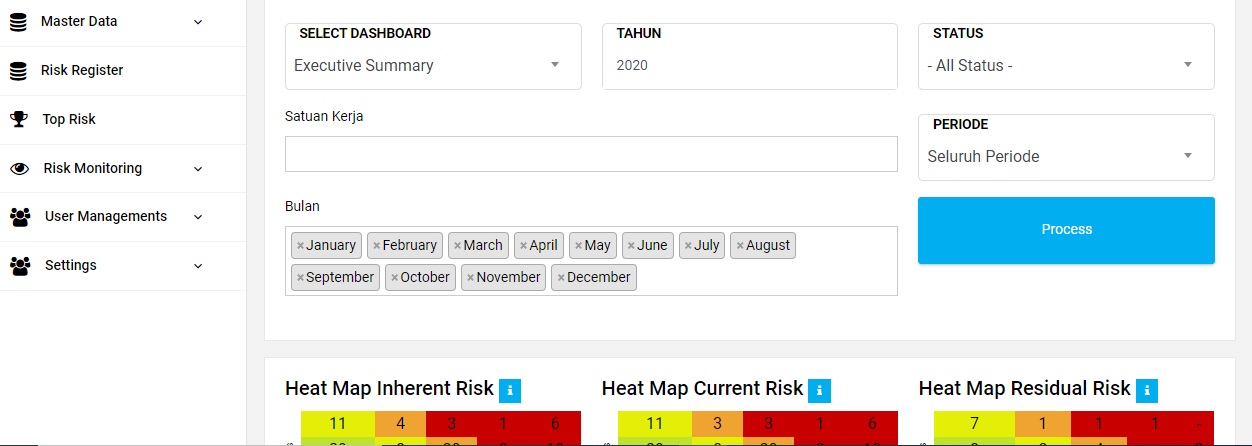 Master Data
Risk Register
Top Risk
Risk Monitoring
User Managements
Settings
SELECT DASHBOARD
Executive Summary
TAHUN
2020
STATUS
- All Status -
Satuan Kerja
PERIODE
Seluruh Periode
Bulan
×January ×February ×March ×April ×May ×June ×July ×August
×September ×October ×November ×December
Process
Heat Map Inherent Risk i
11 4 3 1 6
Heat Map Current Risk i
11 3 3 1 6
Heat Map Residual Risk i
7 1 1 1 -